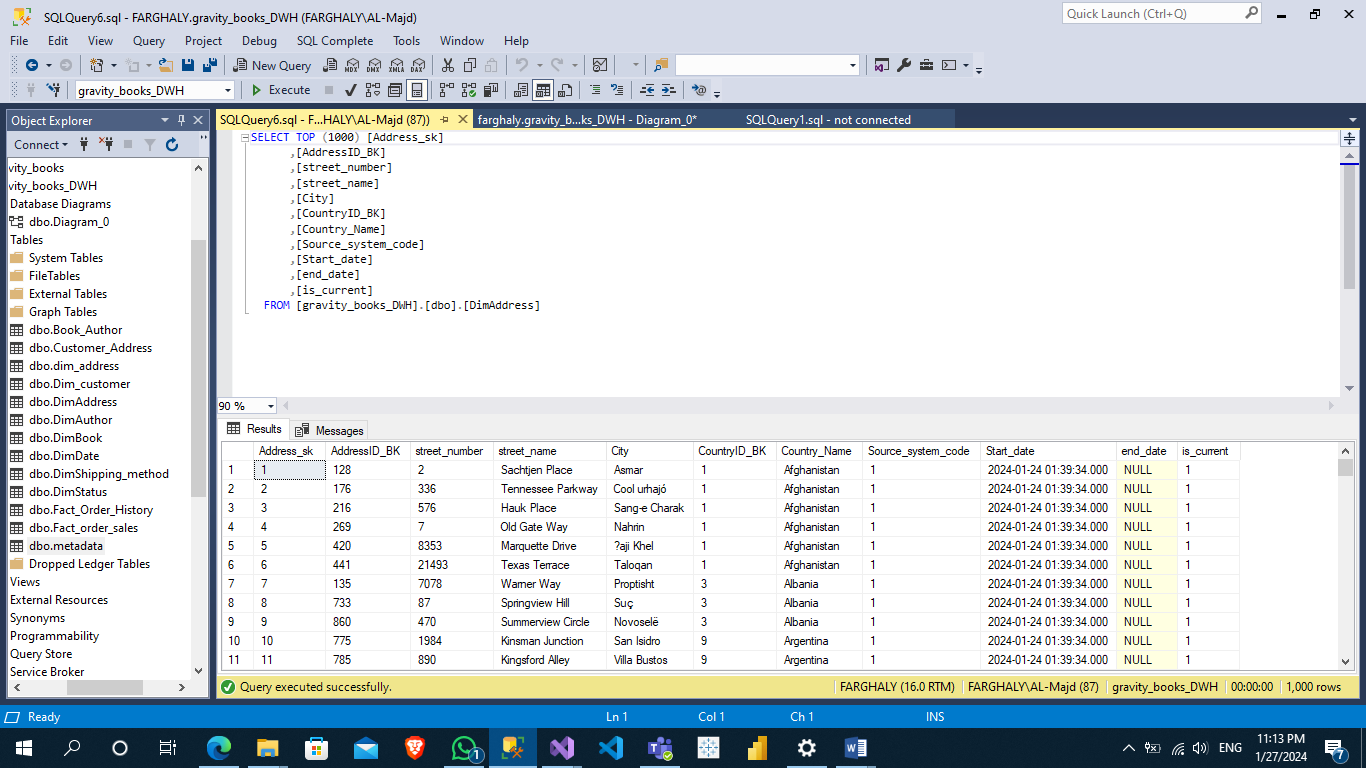 SQLQuery6.sql - FARGHALY.gravity_books_DWH (FARGHALY\AL-Majd)
Quick Launch (Ctrl+Q)
File Edit View Query Project Debug SQL Complete Tools Window Help
New Query MDX DMX XMLA DAX
gravity_books_DWH Execute
Object Explorer
SQLQuery6.sql - F...HALY\AL-Majd (87)) farghaly.gravity_b...ks_DWH - Diagram_0* SQLQuery1.sql - not connected
Connect
vity_books
vity_books_DWH
Database Diagrams
dbo.Diagram_0
Tables
System Tables
FileTables
External Tables
Graph Tables
dbo.Book_Author
dbo.Customer_Address
dbo.dim_address
dbo.Dim_customer
dbo.DimAddress
dbo.DimAuthor
dbo.DimBook
dbo.DimDate
dbo.DimShipping_method
dbo.DimStatus
dbo.Fact_Order_History
dbo.Fact_order_sales
dbo.metadata
Dropped Ledger Tables
Views
External Resources
Synonyms
Programmability
Query Store
Service Broker
SELECT TOP (1000) [Address_sk]
,[AddressID_BK]
,[street_number]
,[street_name]
,[City]
,[CountryID_BK]
,[Country_Name]
,[Source_system_code]
,[Start_date]
,[end_date]
,[is_current]
FROM [gravity_books_DWH].[dbo].[DimAddress]
90 %
Results Messages
Address_sk AddressID_BK street_number street_name City CountryID_BK Country_Name Source_system_code Start_date end_date is_current
1 1 128 2 Sachtjen Place Asmar 1 Afghanistan 1 2024-01-24 01:39:34.000 NULL 1
2 2 176 336 Tennessee Parkway Cool urhajó 1 Afghanistan 1 2024-01-24 01:39:34.000 NULL 1
3 3 216 576 Hauk Place Sang-e Charak 1 Afghanistan 1 2024-01-24 01:39:34.000 NULL 1
4 4 269 7 Old Gate Way Nahrin 1 Afghanistan 1 2024-01-24 01:39:34.000 NULL 1
5 5 420 8353 Marquette Drive ?aji Khel 1 Afghanistan 1 2024-01-24 01:39:34.000 NULL 1
6 6 441 21493 Texas Terrace Taloqan 1 Afghanistan 1 2024-01-24 01:39:34.000 NULL 1
7 7 135 7078 Warner Way Proptisht 3 Albania 1 2024-01-24 01:39:34.000 NULL 1
8 8 733 87 Springview Hill Suç 3 Albania 1 2024-01-24 01:39:34.000 NULL 1
9 9 860 470 Summerview Circle Novoselë 3 Albania 1 2024-01-24 01:39:34.000 NULL 1
10 10 775 1984 Kinsman Junction San Isidro 9 Argentina 1 2024-01-24 01:39:34.000 NULL 1
11 11 785 890 Kingsford Alley Villa Bustos 9 Argentina 1 2024-01-24 01:39:34.000 NULL 1
Query executed successfully. FARGHALY (16.0 RTM) FARGHALY\AL-Majd (87) gravity_books_DWH 00:00:00 1,000 rows
Ready Ln 1 Col 1 Ch 1 INS
1 ENG 11:13 PM 7
1/27/2024